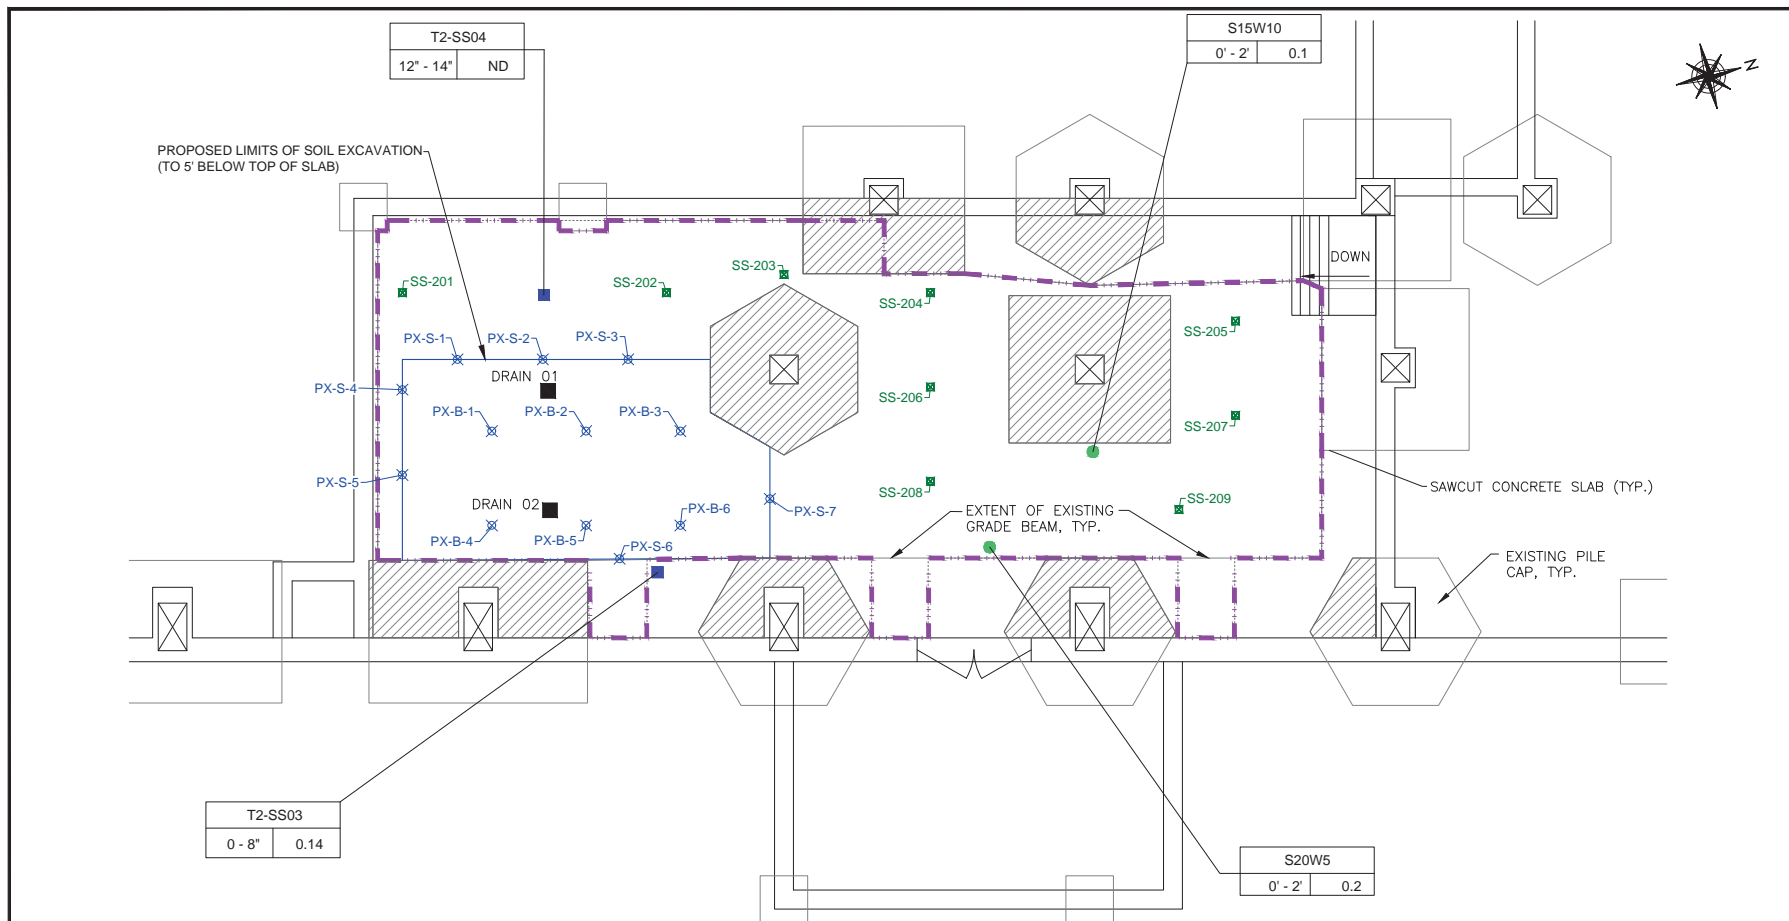 T2-SS04
12" - 14" ND
S15W10
0' - 2' 0.1
N
PROPOSED LIMITS OF SOIL EXCAVATION
(TO 5' BELOW TOP OF SLAB)
DOWN
SS-201
SS-202
SS-203
SS-204
SS-205
PX-S-1
PX-S-2
PX-S-3
DRAIN 01
PX-S-4
SS-206
PX-B-1
PX-B-2
PX-B-3
SS-207
PX-S-5
SAWCUT CONCRETE SLAB (TYP.)
SS-208
DRAIN 02
PX-B-6
PX-S-7
SS-209
EXTENT OF EXISTING
GRADE BEAM, TYP.
PX-B-4
PX-B-5
PX-S-6
EXISTING PILE
CAP, TYP.
T2-SS03
0 - 8" 0.14
S20W5
0' - 2' 0.2